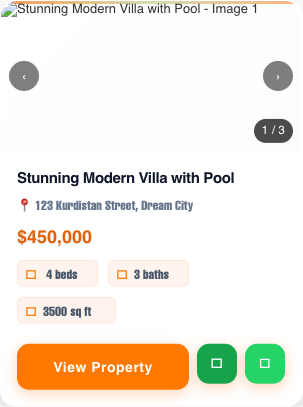 Stunning Modern Villa with Pool - Image 1
‹ ›
1 / 3
Stunning Modern Villa with Pool
📍 123 Kurdistan Street, Dream City
$450,000
4 beds 3 baths
3500 sq ft
View Property